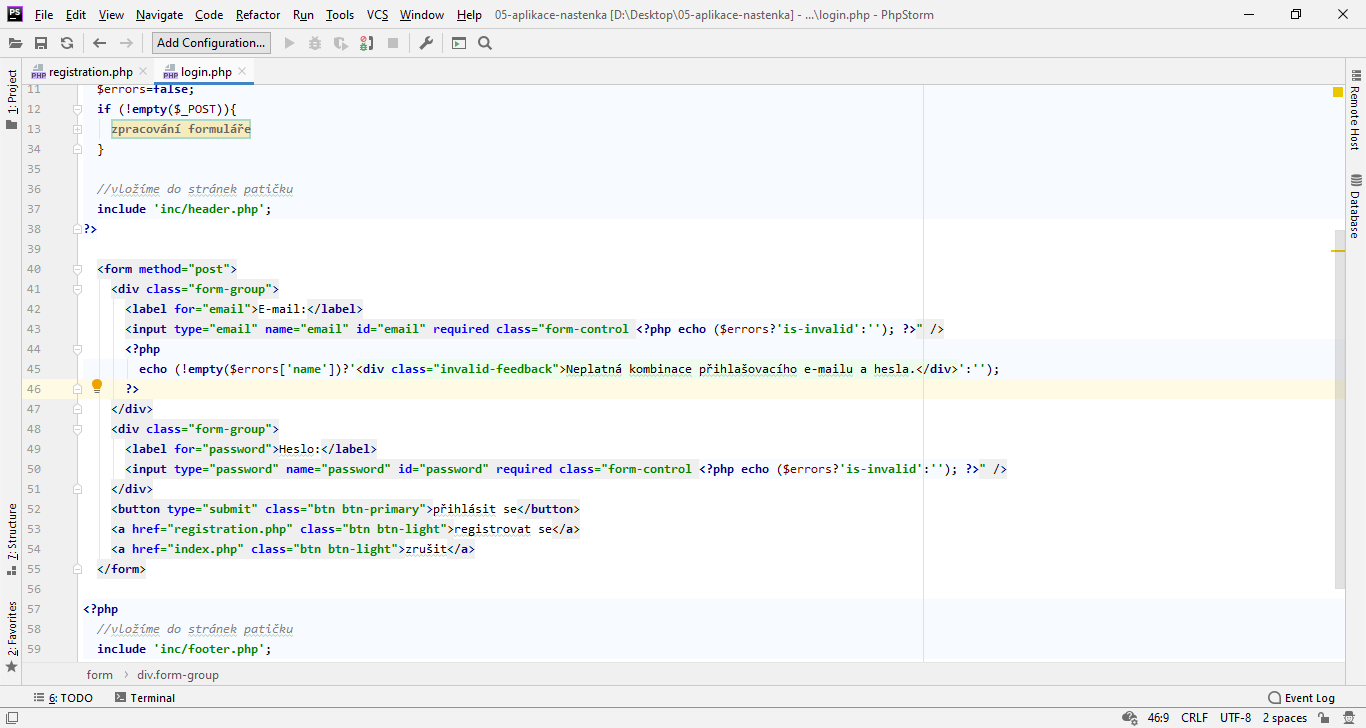 PS File Edit View Navigate Code Refactor Run Tools VCS Window Help 05-aplikace-nastenka [D:\Desktop\05-aplikace-nastenka] - ...\login.php - PhpStorm
Add Configuration...
PHP registration.php PHP login.php
1: Project
7: Structure
2: Favorites
11 $errors=false;
12 if (!empty($_POST)){
13 zpracování formuláře
34 }
35
36 //vložíme do stránek patičku
37 include 'inc/header.php';
38 ?>
39
40 <form method="post">
41 <div class="form-group">
42 <label for="email">E-mail:</label>
43 <input type="email" name="email" id="email" required class="form-control <?php echo ($errors?'is-invalid':''); ?>" />
44 <?php
45 echo (!empty($errors['name'])?'<div class="invalid-feedback">Neplatná kombinace přihlašovacího e-mailu a hesla.</div>':'');
46 ?>
47 </div>
48 <div class="form-group">
49 <label for="password">Heslo:</label>
50 <input type="password" name="password" id="password" required class="form-control <?php echo ($errors?'is-invalid':''); ?>" />
51 </div>
52 <button type="submit" class="btn btn-primary">přihlásit se</button>
53 <a href="registration.php" class="btn btn-light">registrovat se</a>
54 <a href="index.php" class="btn btn-light">zrušit</a>
55 </form>
56
57 <?php
58 //vložíme do stránek patičku
59 include 'inc/footer.php';
Remote Host
Database
form › div.form-group
6: TODO Terminal Event Log
46:9 CRLF UTF-8 2 spaces